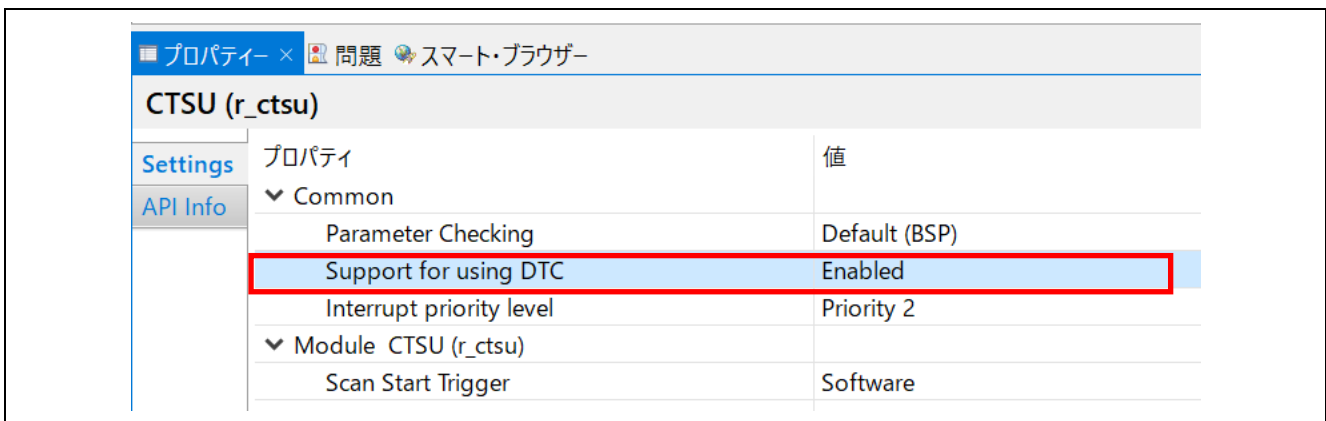 プロパティー × 問題 スマート・ブラウザー
CTSU (r_ctsu)
Settings プロパティ 値
API Info Common
Parameter Checking Default (BSP)
Support for using DTC Enabled
Interrupt priority level Priority 2
Module CTSU (r_ctsu)
Scan Start Trigger Software